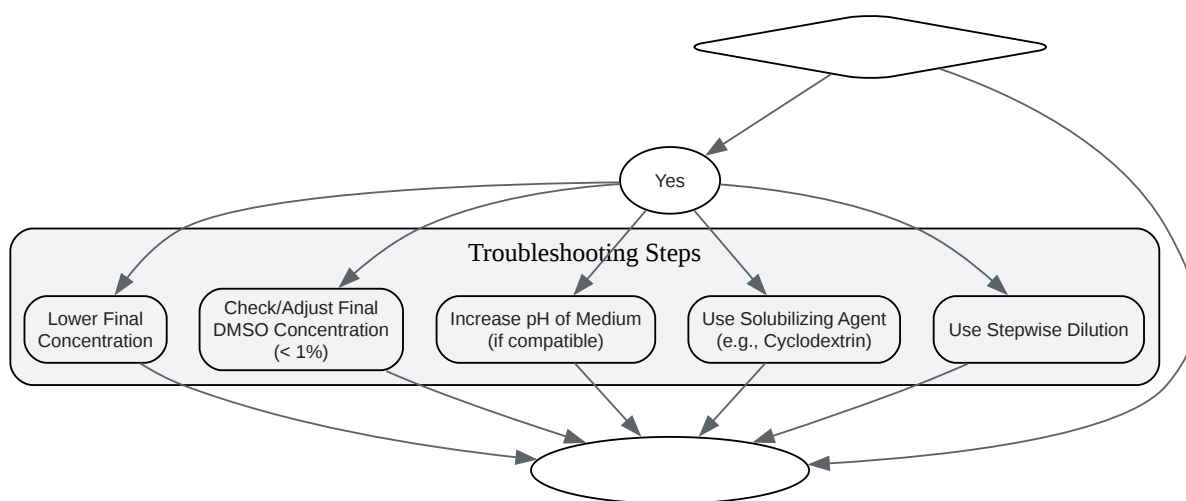 Yes
Troubleshooting Steps
Lower Final
Concentration
Check/Adjust Final
DMSO Concentration
(< 1%)
Increase pH of Medium
(if compatible)
Use Solubilizing Agent
(e.g., Cyclodextrin)
Use Stepwise Dilution